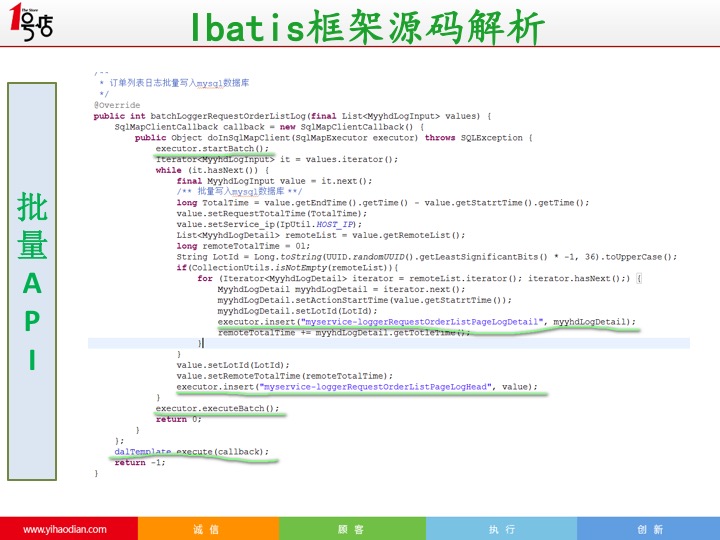 The Store
1号店
Ibatis框架源码解析
批
量
A
P
I
/**
 * 订单列表日志批量写入mysql数据库
 */
@Override
public int batchLoggerRequestOrderListLog(final List<MyyhdLogInput> values) {
SqlMapClientCallback callback = new SqlMapClientCallback() {
public Object doInSqlMapClient(SqlMapExecutor executor) throws SQLException {
executor.startBatch();
Iterator<MyyhdLogInput> it = values.iterator();
while (it.hasNext()) {
final MyyhdLogInput value = it.next();
/** 批量写入mysql数据库 **/
long TotalTime = value.getEndTime().getTime() - value.getStatrtTime().getTime();
value.setRequestTotalTime(TotalTime);
value.setService_ip(IpUtil.HOST_IP);
List<MyyhdLogDetail> remoteList = value.getRemoteList();
long remoteTotalTime = 0l;
String LotId = Long.toString(UUID.randomUUID().getLeastSignificantBits() * -1, 36).toUpperCase();
if(CollectionUtils.isNotEmpty(remoteList)){
for (Iterator<MyyhdLogDetail> iterator = remoteList.iterator(); iterator.hasNext();) {
MyyhdLogDetail myyhdLogDetail = iterator.next();
myyhdLogDetail.setActionStartTime(value.getStatrtTime());
myyhdLogDetail.setLotId(LotId);
executor.insert("myservice-loggerRequestOrderListPageLogDetail", myyhdLogDetail);
remoteTotalTime += myyhdLogDetail.getTotleTime();
}
}
value.setLotId(LotId);
value.setRemoteTotalTime(remoteTotalTime);
executor.insert("myservice-loggerRequestOrderListPageLogHead", value);
}
executor.executeBatch();
return 0;
}
};
dalTemplate.execute(callback);
return -1;
}
www.yihaodian.com 诚 信 顾 客 执 行 创 新